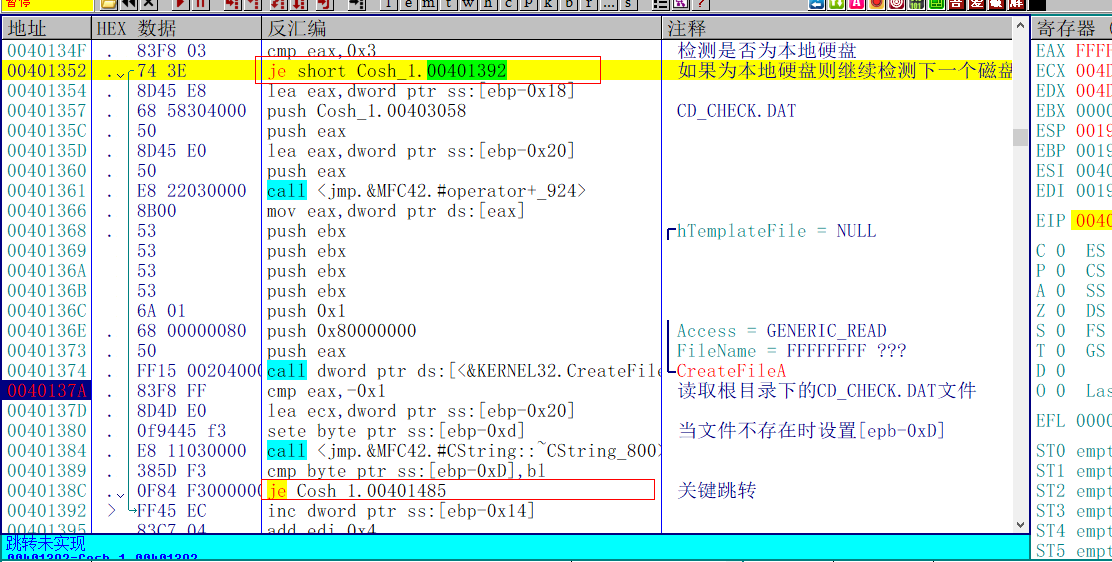 暂停 l e m t w h c p k b r ... s ?
地址 HEX 数据 反汇编 注释 寄存器 (
0040134F . 83F8 03 cmp eax,0x3 检测是否为本地硬盘 EAX FFFF
00401352 . 74 3E je short Cosh_1.00401392 如果为本地硬盘则继续检测下一个磁盘 ECX 004D
00401354 . 8D45 E8 lea eax,dword ptr ss:[ebp-0x18] EDX 004D
00401357 . 68 58304000 push Cosh_1.00403058 CD_CHECK.DAT EBX 0000
0040135C . 50 push eax ESP 0019
0040135D . 8D45 E0 lea eax,dword ptr ss:[ebp-0x20] EBP 0019
00401360 . 50 push eax ESI 0040
00401361 . E8 22030000 call <jmp.&MFC42.#operator+_924> EDI 0019
00401366 . 8B00 mov eax,dword ptr ds:[eax]
00401368 . 53 push ebx hTemplateFile = NULL EIP 0040
00401369 53 push ebx C 0 ES
0040136A 53 push ebx P 0 CS
0040136B 53 push ebx A 0 SS
0040136C 6A 01 push 0x1 Z 0 DS
0040136E . 68 00000080 push 0x80000000 Access = GENERIC_READ S 0 FS
00401373 . 50 push eax FileName = FFFFFFFF ??? T 0 GS
00401374 . FF15 00204000 call dword ptr ds:[<&KERNEL32.CreateFile CreateFileA D 0
0040137A . 83F8 FF cmp eax,-0x1 读取根目录下的CD_CHECK.DAT文件 O 0 Las
0040137D . 8D4D E0 lea ecx,dword ptr ss:[ebp-0x20]
00401380 . 0f9445 f3 sete byte ptr ss:[ebp-0xd] 当文件不存在时设置[epb-0xD] EFL 0000
00401384 . E8 11030000 call <jmp.&MFC42.#CString::~CString_800>
00401389 . 385D F3 cmp byte ptr ss:[ebp-0xD],bl ST0 empt
0040138C . 0F84 F3000000 je Cosh_1.00401485 关键跳转 ST1 empt
00401392 > FF45 EC inc dword ptr ss:[ebp-0x14] ST2 empt
00401395 . 83C7 04 add edi,0x4 ST3 empt
跳转未实现 ST4 empt
00401392=Cosh_1.00401392 ST5 empt